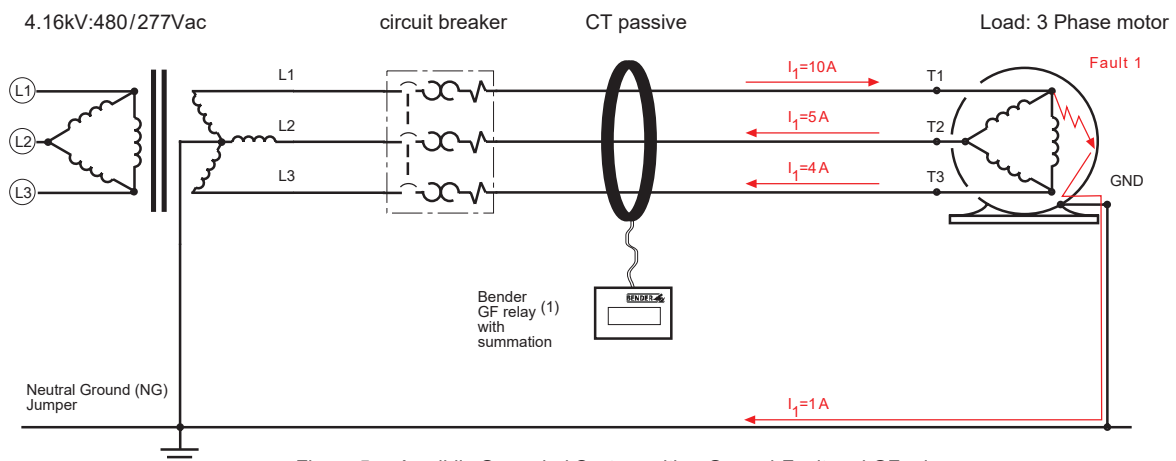 4.16kV:480/277Vac
circuit breaker
CT passive
Load: 3 Phase motor
Fault 1
L1
L1
I1=10A
T1
L2
L2
I1=5A
T2
L3
L3
I1=4A
T3
GND
Bender
GF relay (1)
with
summation
BENDER
Neutral Ground (NG)
Jumper
I1=1A